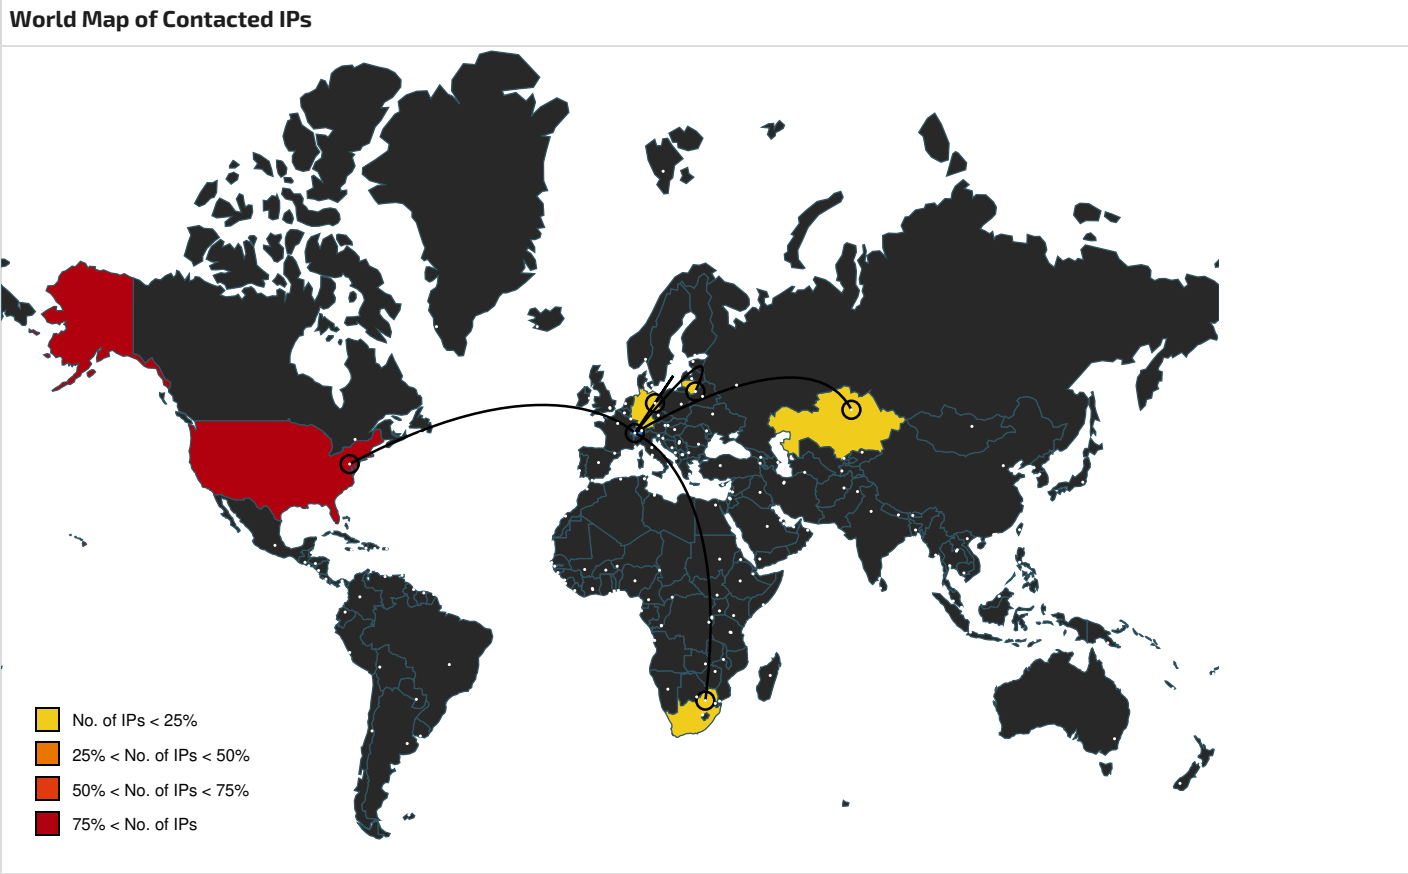 World Map of Contacted IPs
No. of IPs < 25%
25% < No. of IPs < 50%
50% < No. of IPs < 75%
75% < No. of IPs